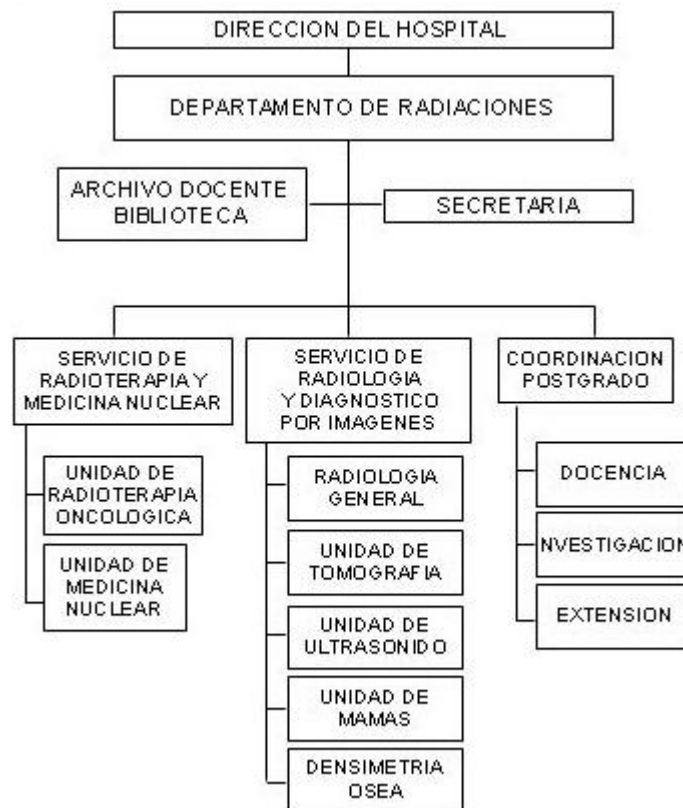 DIRECCION DEL HOSPITAL
DEPARTAMENTO DE RADIACIONES
ARCHIVO DOCENTE
BIBLIOTECA
SECRETARIA
SERVICIO DE
RADIOTERAPIA Y
MEDICINA NUCLEAR
UNIDAD DE
RADIOTERAPIA
ONCOLOGICA
UNIDAD DE
MEDICINA
NUCLEAR
SERVICIO DE
RADIOLOGIA
Y DIAGNOSTICO
POR IMAGENES
RADIOLOGIA
GENERAL
UNIDAD DE
TOMOGRAFIA
UNIDAD DE
ULTRASONIDO
UNIDAD DE
MAMAS
DENSIMETRIA
OSEA
COORDINACION
POSTGRADO
DOCENCIA
NVESTIGACION
EXTENSION